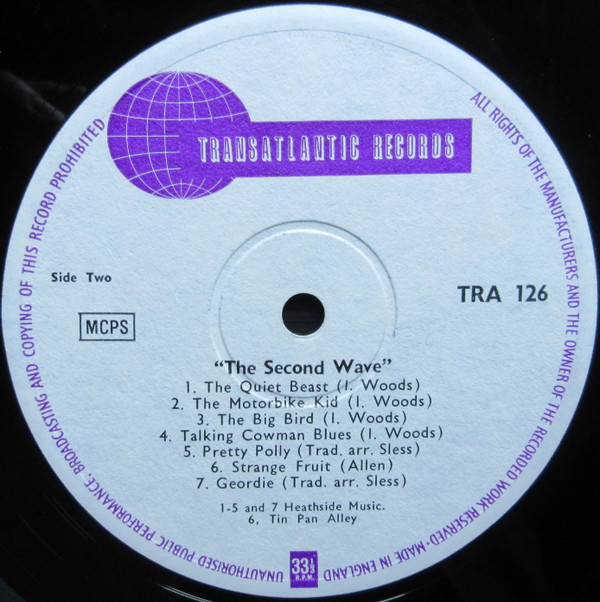 TRANSATLANTIC RECORDS
Side Two
TRA 126
MCPS
"The Second Wave"
1. The Quiet Beast (I. Woods)
2. The Motorbike Kid (I. Woods)
3. The Big Bird (I. Woods)
4. Talking Cowman Blues (I. Woods)
5. Pretty Polly (Trad. arr. Sless)
6. Strange Fruit (Allen)
7. Geordie (Trad. arr. Sless)
1-5 and 7 Heathside Music.
6, Tin Pan Alley
33⅓
R.P.M.
ALL RIGHTS OF THE MANUFACTURERS AND THE OWNER OF THE RECORDED WORK RESERVED·MADE IN ENGLAND
UNAUTHORISED PUBLIC PERFORMANCE, BROADCASTING AND COPYING OF THIS RECORD PROHIBITED